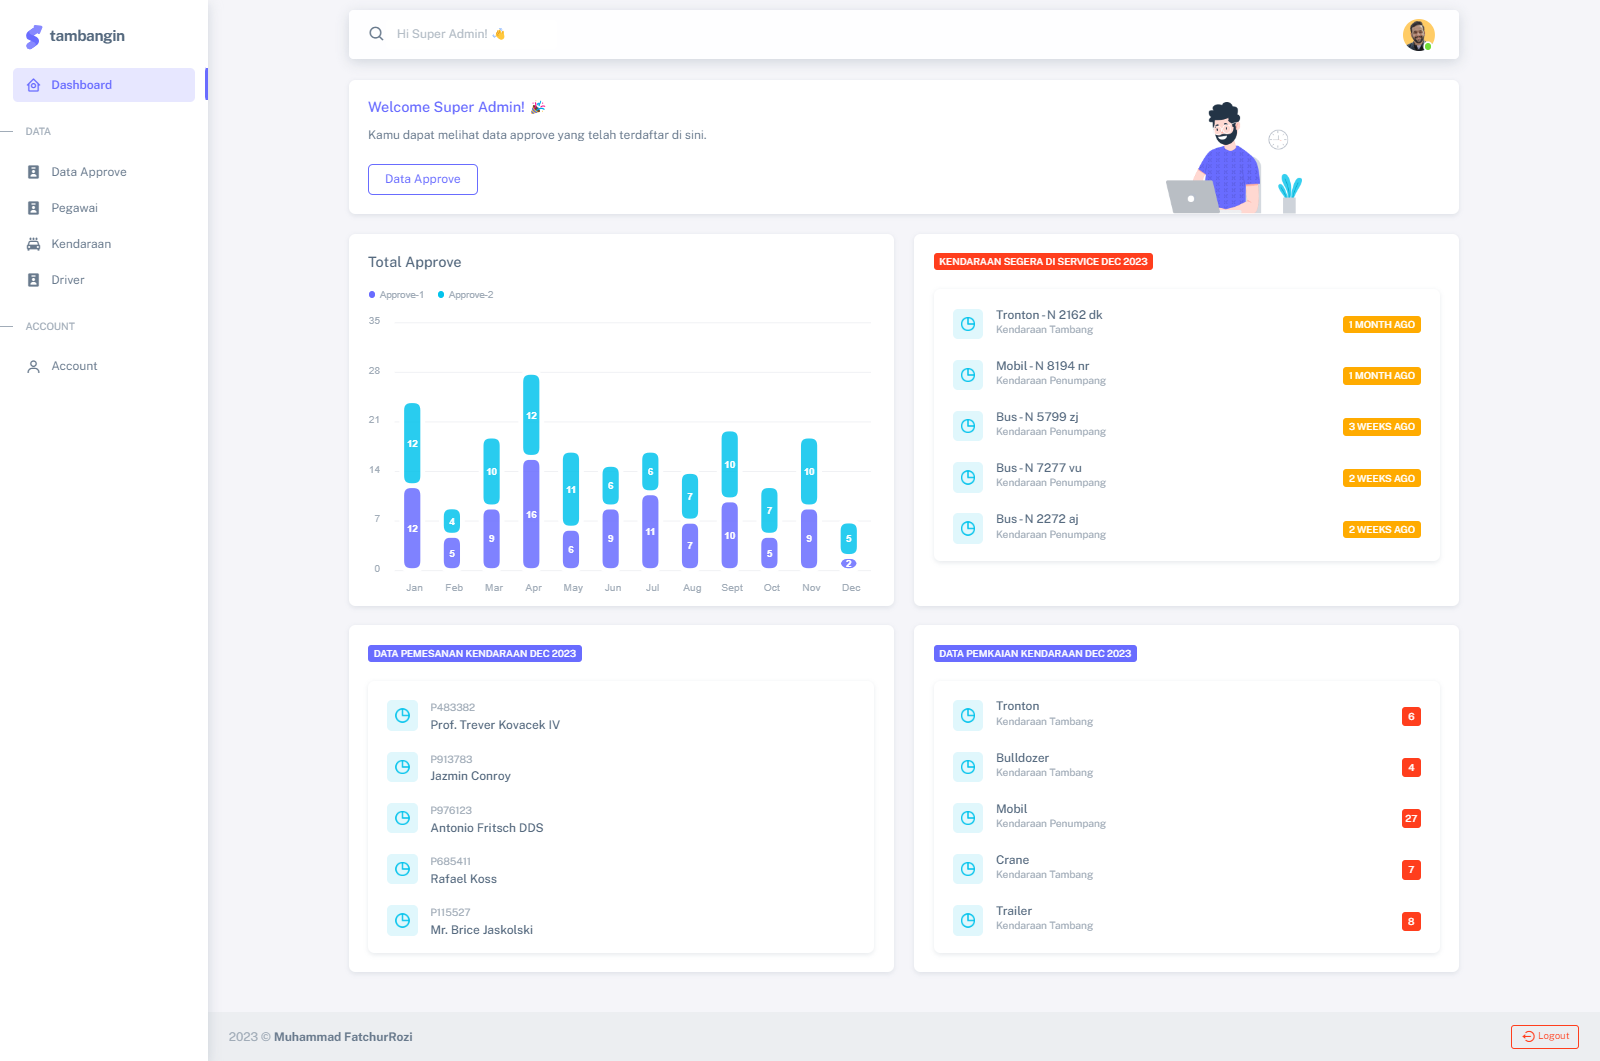 tambangin
Dashboard
DATA
Data Approve
Pegawai
Kendaraan
Driver
ACCOUNT
Account
Hi Super Admin! 👋
Welcome Super Admin! 🎉
Kamu dapat melihat data approve yang telah terdaftar di sini.
Data Approve
Total Approve
Approve-1 Approve-2
35
28
21
14
7
0
12 4 10 12 11 6 6 7 10 7 10 5
12 5 9 16 6 9 11 7 10 5 9 2
Jan Feb Mar Apr May Jun Jul Aug Sept Oct Nov Dec
KENDARAAN SEGERA DI SERVICE DEC 2023
Tronton - N 2162 dk
Kendaraan Tambang
1 MONTH AGO
Mobil - N 8194 nr
Kendaraan Penumpang
1 MONTH AGO
Bus - N 5799 zj
Kendaraan Penumpang
3 WEEKS AGO
Bus - N 7277 vu
Kendaraan Penumpang
2 WEEKS AGO
Bus - N 2272 aj
Kendaraan Penumpang
2 WEEKS AGO
DATA PEMESANAN KENDARAAN DEC 2023
P483382
Prof. Trever Kovacek IV
P913783
Jazmin Conroy
P976123
Antonio Fritsch DDS
P685411
Rafael Koss
P115527
Mr. Brice Jaskolski
DATA PEMKAIAN KENDARAAN DEC 2023
Tronton
Kendaraan Tambang
6
Bulldozer
Kendaraan Tambang
4
Mobil
Kendaraan Penumpang
27
Crane
Kendaraan Tambang
7
Trailer
Kendaraan Tambang
8
2023 © Muhammad FatchurRozi
Logout